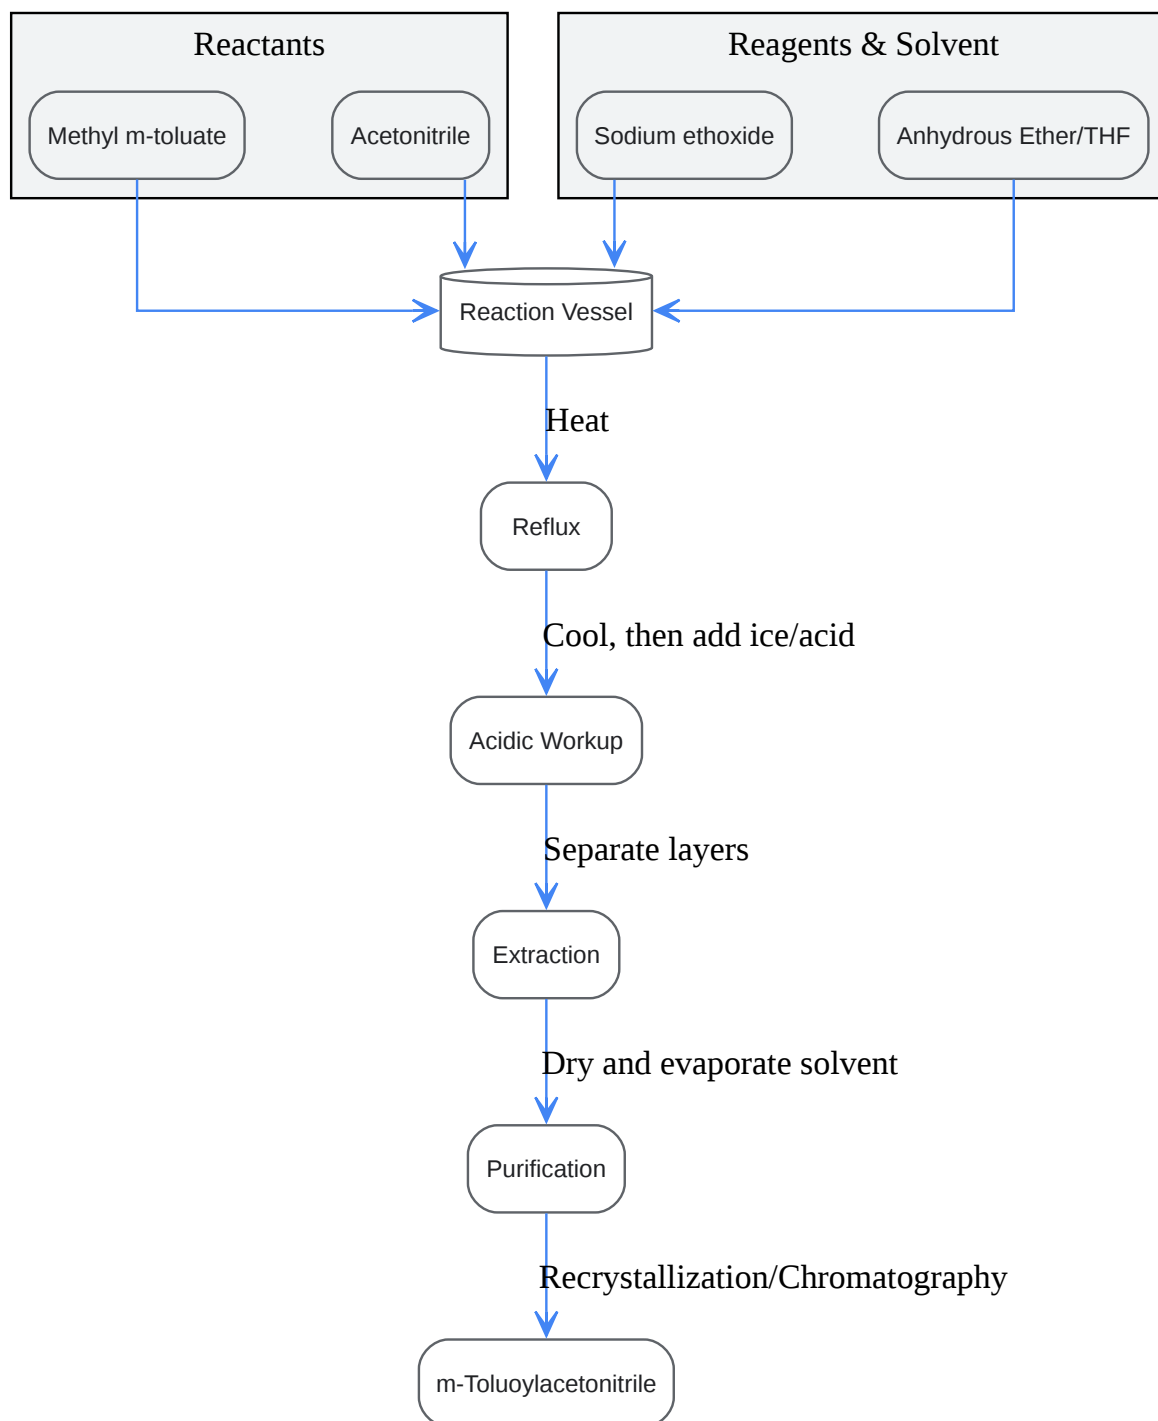 Reactants
Reagents & Solvent
Methyl m-toluate
Acetonitrile
Sodium ethoxide
Anhydrous Ether/THF
Reaction Vessel
Heat
Reflux
Cool, then add ice/acid
Acidic Workup
Separate layers
Extraction
Dry and evaporate solvent
Purification
Recrystallization/Chromatography
m-Toluoylacetonitrile